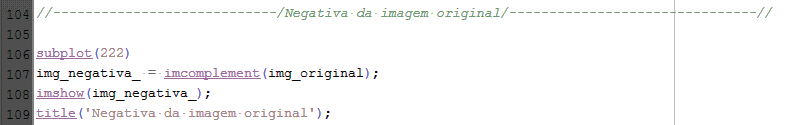 104 //----------------------------/Negativa da imagem original/-------------------------------//
105
106 subplot(222)
107 img_negativa_ = imcomplement(img_original);
108 imshow(img_negativa_);
109 title('Negativa da imagem original');